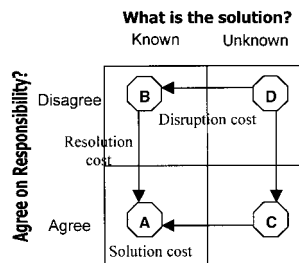 What is the solution?
Known Unknown
Agree on Responsibility?
Disagree B D
Disruption cost
Resolution
cost
Agree A C
Solution cost